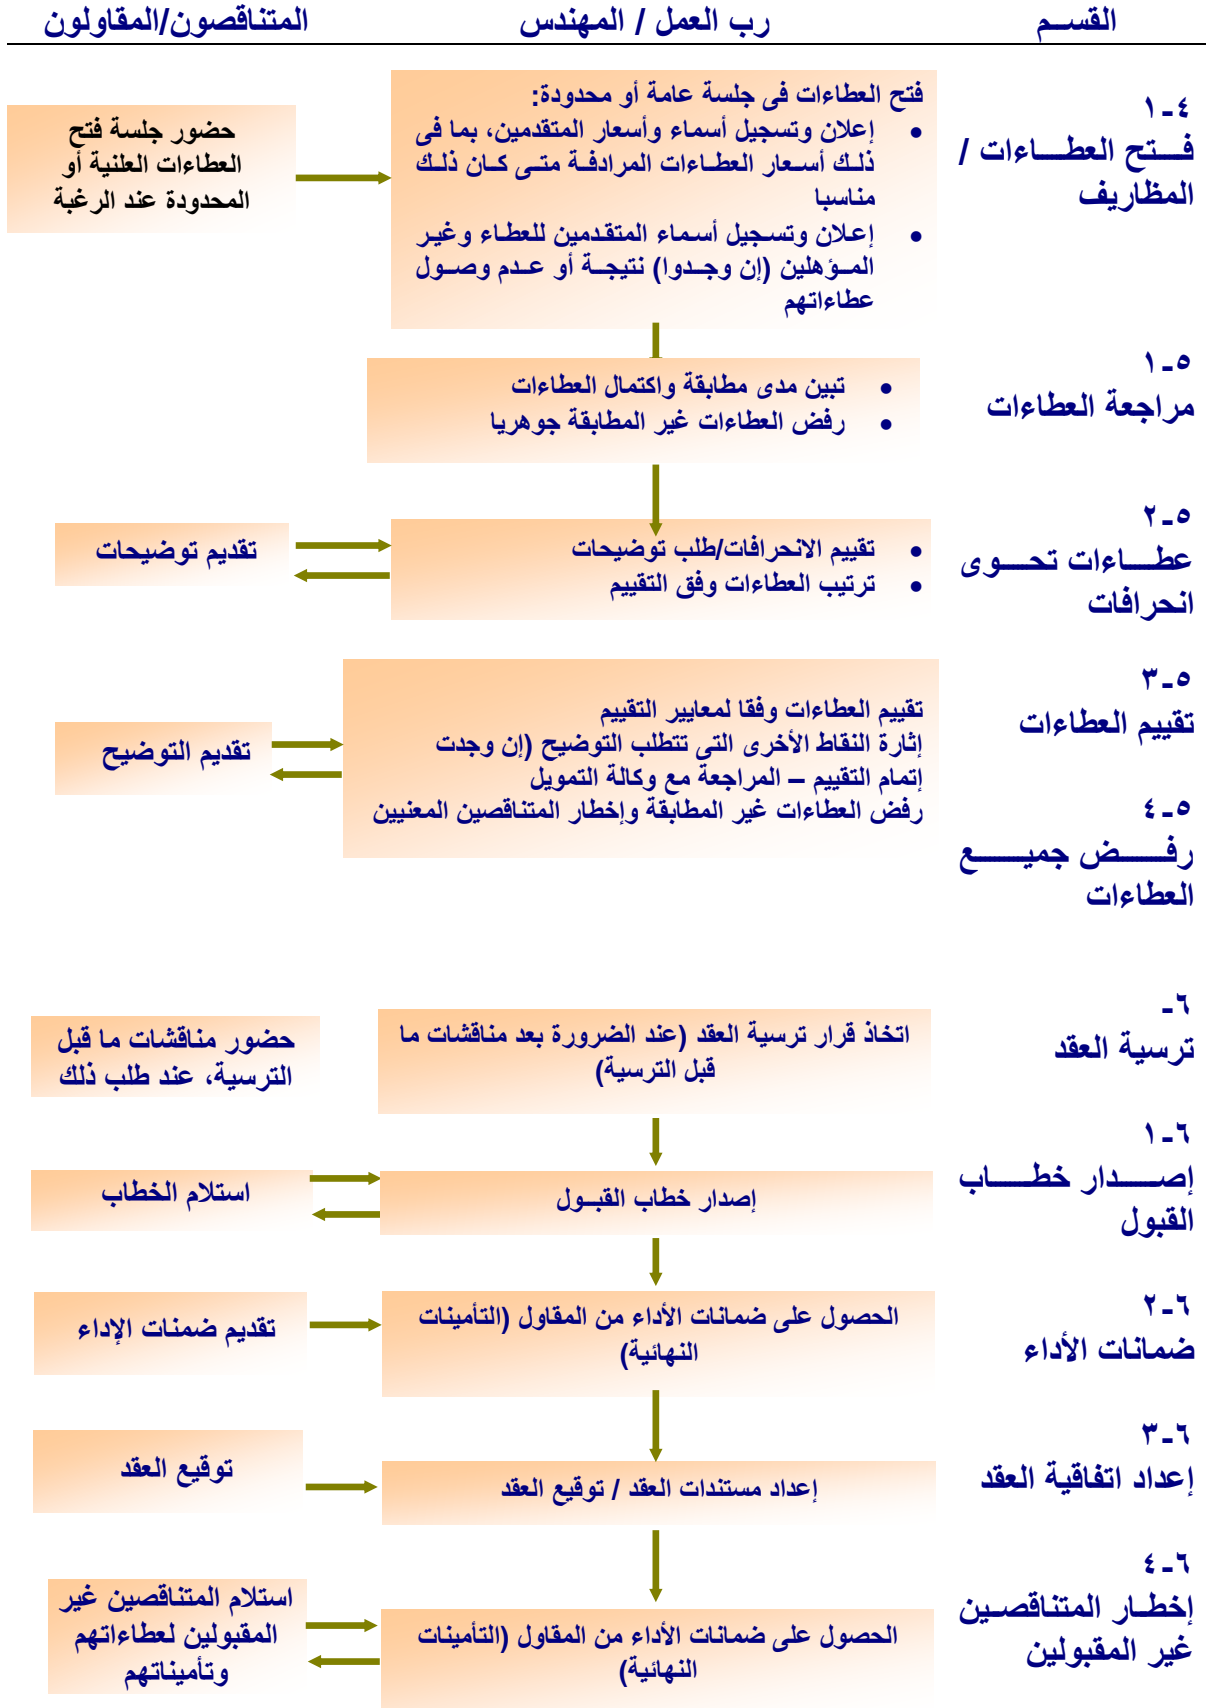 القسم
رب العمل / المهندس
المتناقصون/المقاولون
٤-١
فتح العطاءات /
المظاريف
فتح العطاءات فى جلسة عامة أو محدودة:
• إعلان وتسجيل أسماء وأسعار المتقدمين، بما فى
ذلك أسعار العطاءات المرادفة متى كان ذلك
مناسبا
• إعلان وتسجيل أسماء المتقدمين للعطاء وغير
المؤهلين (إن وجدوا) نتيجة أو عدم وصول
عطاءاتهم
حضور جلسة فتح
العطاءات العلنية أو
المحدودة عند الرغبة
٥-١
مراجعة العطاءات
• تبين مدى مطابقة واكتمال العطاءات
• رفض العطاءات غير المطابقة جوهريا
٥-٢
عطاءات تحوى
انحرافات
• تقييم الانحرافات/طلب توضيحات
• ترتيب العطاءات وفق التقييم
تقديم توضيحات
٥-٣
تقييم العطاءات
تقييم العطاءات وفقا لمعايير التقييم
إثارة النقاط الأخرى التى تتطلب التوضيح (إن وجدت
إتمام التقييم – المراجعة مع وكالة التمويل
رفض العطاءات غير المطابقة وإخطار المتناقصين المعنيين
تقديم التوضيح
٥-٤
رفض جميع
العطاءات
٦-
ترسية العقد
اتخاذ قرار ترسية العقد (عند الضرورة بعد مناقشات ما
قبل الترسية)
حضور مناقشات ما قبل
الترسية، عند طلب ذلك
٦-١
إصدار خطاب
القبول
إصدار خطاب القبول
استلام الخطاب
٦-٢
ضمانات الأداء
الحصول على ضمانات الأداء من المقاول (التأمينات
النهائية)
تقديم ضمنات الإداء
٦-٣
إعداد اتفاقية العقد
إعداد مستندات العقد / توقيع العقد
توقيع العقد
٦-٤
إخطار المتناقصين
غير المقبولين
الحصول على ضمانات الأداء من المقاول (التأمينات
النهائية)
استلام المتناقصين غير
المقبولين لعطاءاتهم
وتأميناتهم